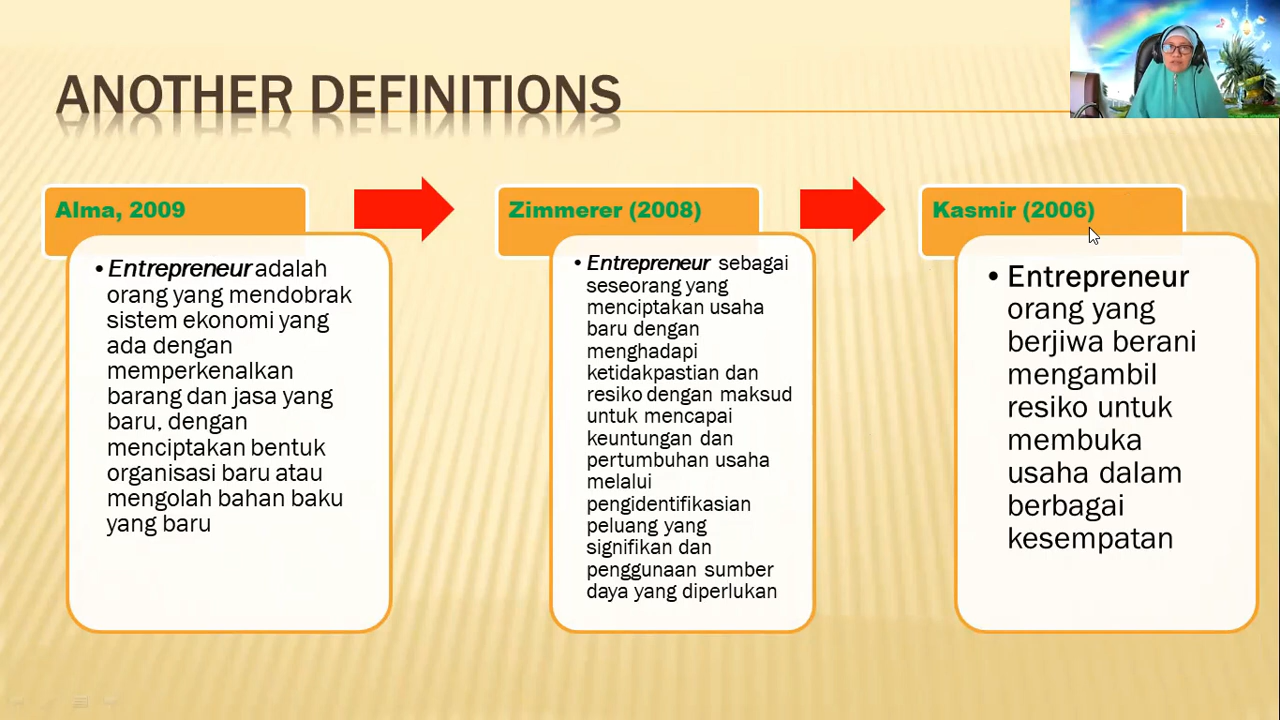 ANOTHER DEFINITIONS
Alma, 2009
• Entrepreneur adalah
orang yang mendobrak
sistem ekonomi yang
ada dengan
memperkenalkan
barang dan jasa yang
baru, dengan
menciptakan bentuk
organisasi baru atau
mengolah bahan baku
yang baru
Zimmerer (2008)
• Entrepreneur sebagai
seseorang yang
menciptakan usaha
baru dengan
menghadapi
ketidakpastian dan
resiko dengan maksud
untuk mencapai
keuntungan dan
pertumbuhan usaha
melalui
pengidentifikasian
peluang yang
signifikan dan
penggunaan sumber
daya yang diperlukan
Kasmir (2006)
• Entrepreneur
orang yang
berjiwa berani
mengambil
resiko untuk
membuka
usaha dalam
berbagai
kesempatan